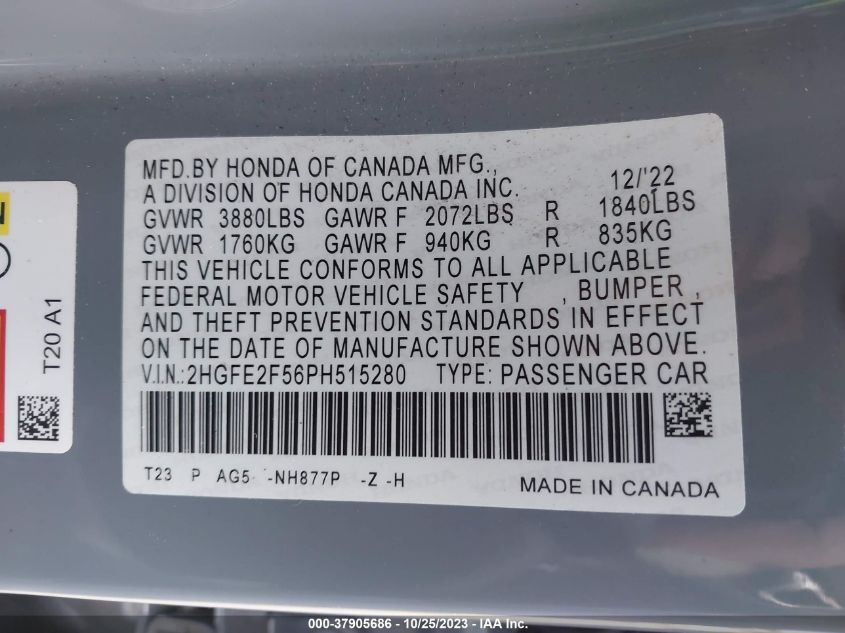 MFD.BY HONDA OF CANADA MFG.,
A DIVISION OF HONDA CANADA INC. 12/'22
GVWR 3880LBS GAWR F 2072LBS R 1840LBS
GVWR 1760KG GAWR F 940KG R 835KG
THIS VEHICLE CONFORMS TO ALL APPLICABLE
FEDERAL MOTOR VEHICLE SAFETY , BUMPER ,
AND THEFT PREVENTION STANDARDS IN EFFECT
ON THE DATE OF MANUFACTURE SHOWN ABOVE.
V.I.N.:2HGFE2F56PH515280 TYPE: PASSENGER CAR
T23 P AG5 -NH877P -Z -H
MADE IN CANADA
T20 A1
000-37905686 - 10/25/2023 - IAA Inc.